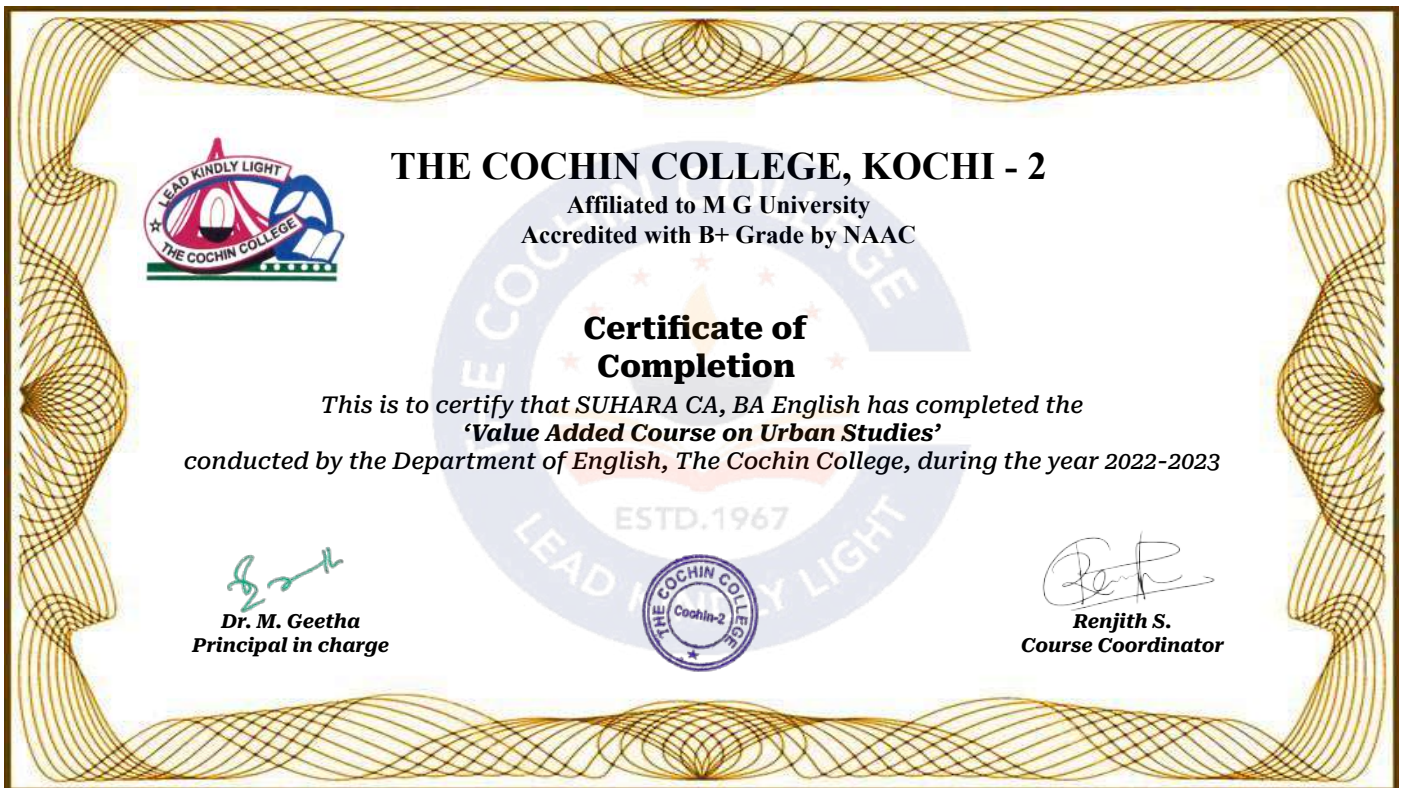 LEAD KINDLY LIGHT
THE COCHIN COLLEGE
THE COCHIN COLLEGE, KOCHI - 2
Affiliated to M G University
Accredited with B+ Grade by NAAC
THE COCHIN COLLEGE
Certificate of
Completion
This is to certify that SUHARA CA, BA English has completed the
‘Value Added Course on Urban Studies’
conducted by the Department of English, The Cochin College, during the year 2022-2023
ESTD.1967
LEAD KINDLY LIGHT
THE COCHIN COLLEGE
Cochin-2
Dr. M. Geetha
Principal in charge
Renjith S.
Course Coordinator